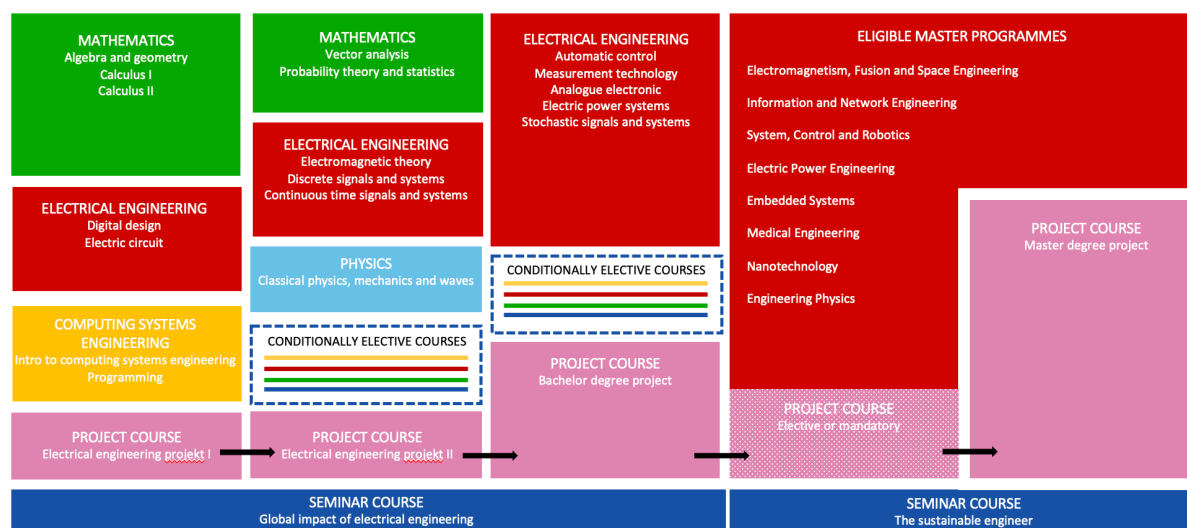 MATHEMATICS
Algebra and geometry
Calculus I
Calculus II
ELECTRICAL ENGINEERING
Digital design
Electric circuit
COMPUTING SYSTEMS
ENGINEERING
Intro to computing systems engineering
Programming
PROJECT COURSE
Electrical engineering projekt I
MATHEMATICS
Vector analysis
Probability theory and statistics
ELECTRICAL ENGINEERING
Electromagnetic theory
Discrete signals and systems
Continuous time signals and systems
PHYSICS
Classical physics, mechanics and waves
CONDITIONALLY ELECTIVE COURSES
PROJECT COURSE
Electrical engineering projekt II
ELECTRICAL ENGINEERING
Automatic control
Measurement technology
Analogue electronic
Electric power systems
Stochastic signals and systems
CONDITIONALLY ELECTIVE COURSES
PROJECT COURSE
Bachelor degree project
ELIGIBLE MASTER PROGRAMMES
Electromagnetism, Fusion and Space Engineering
Information and Network Engineering
System, Control and Robotics
Electric Power Engineering
Embedded Systems
Medical Engineering
Nanotechnology
Engineering Physics
PROJECT COURSE
Elective or mandatory
PROJECT COURSE
Master degree project
SEMINAR COURSE
Global impact of electrical engineering
SEMINAR COURSE
The sustainable engineer